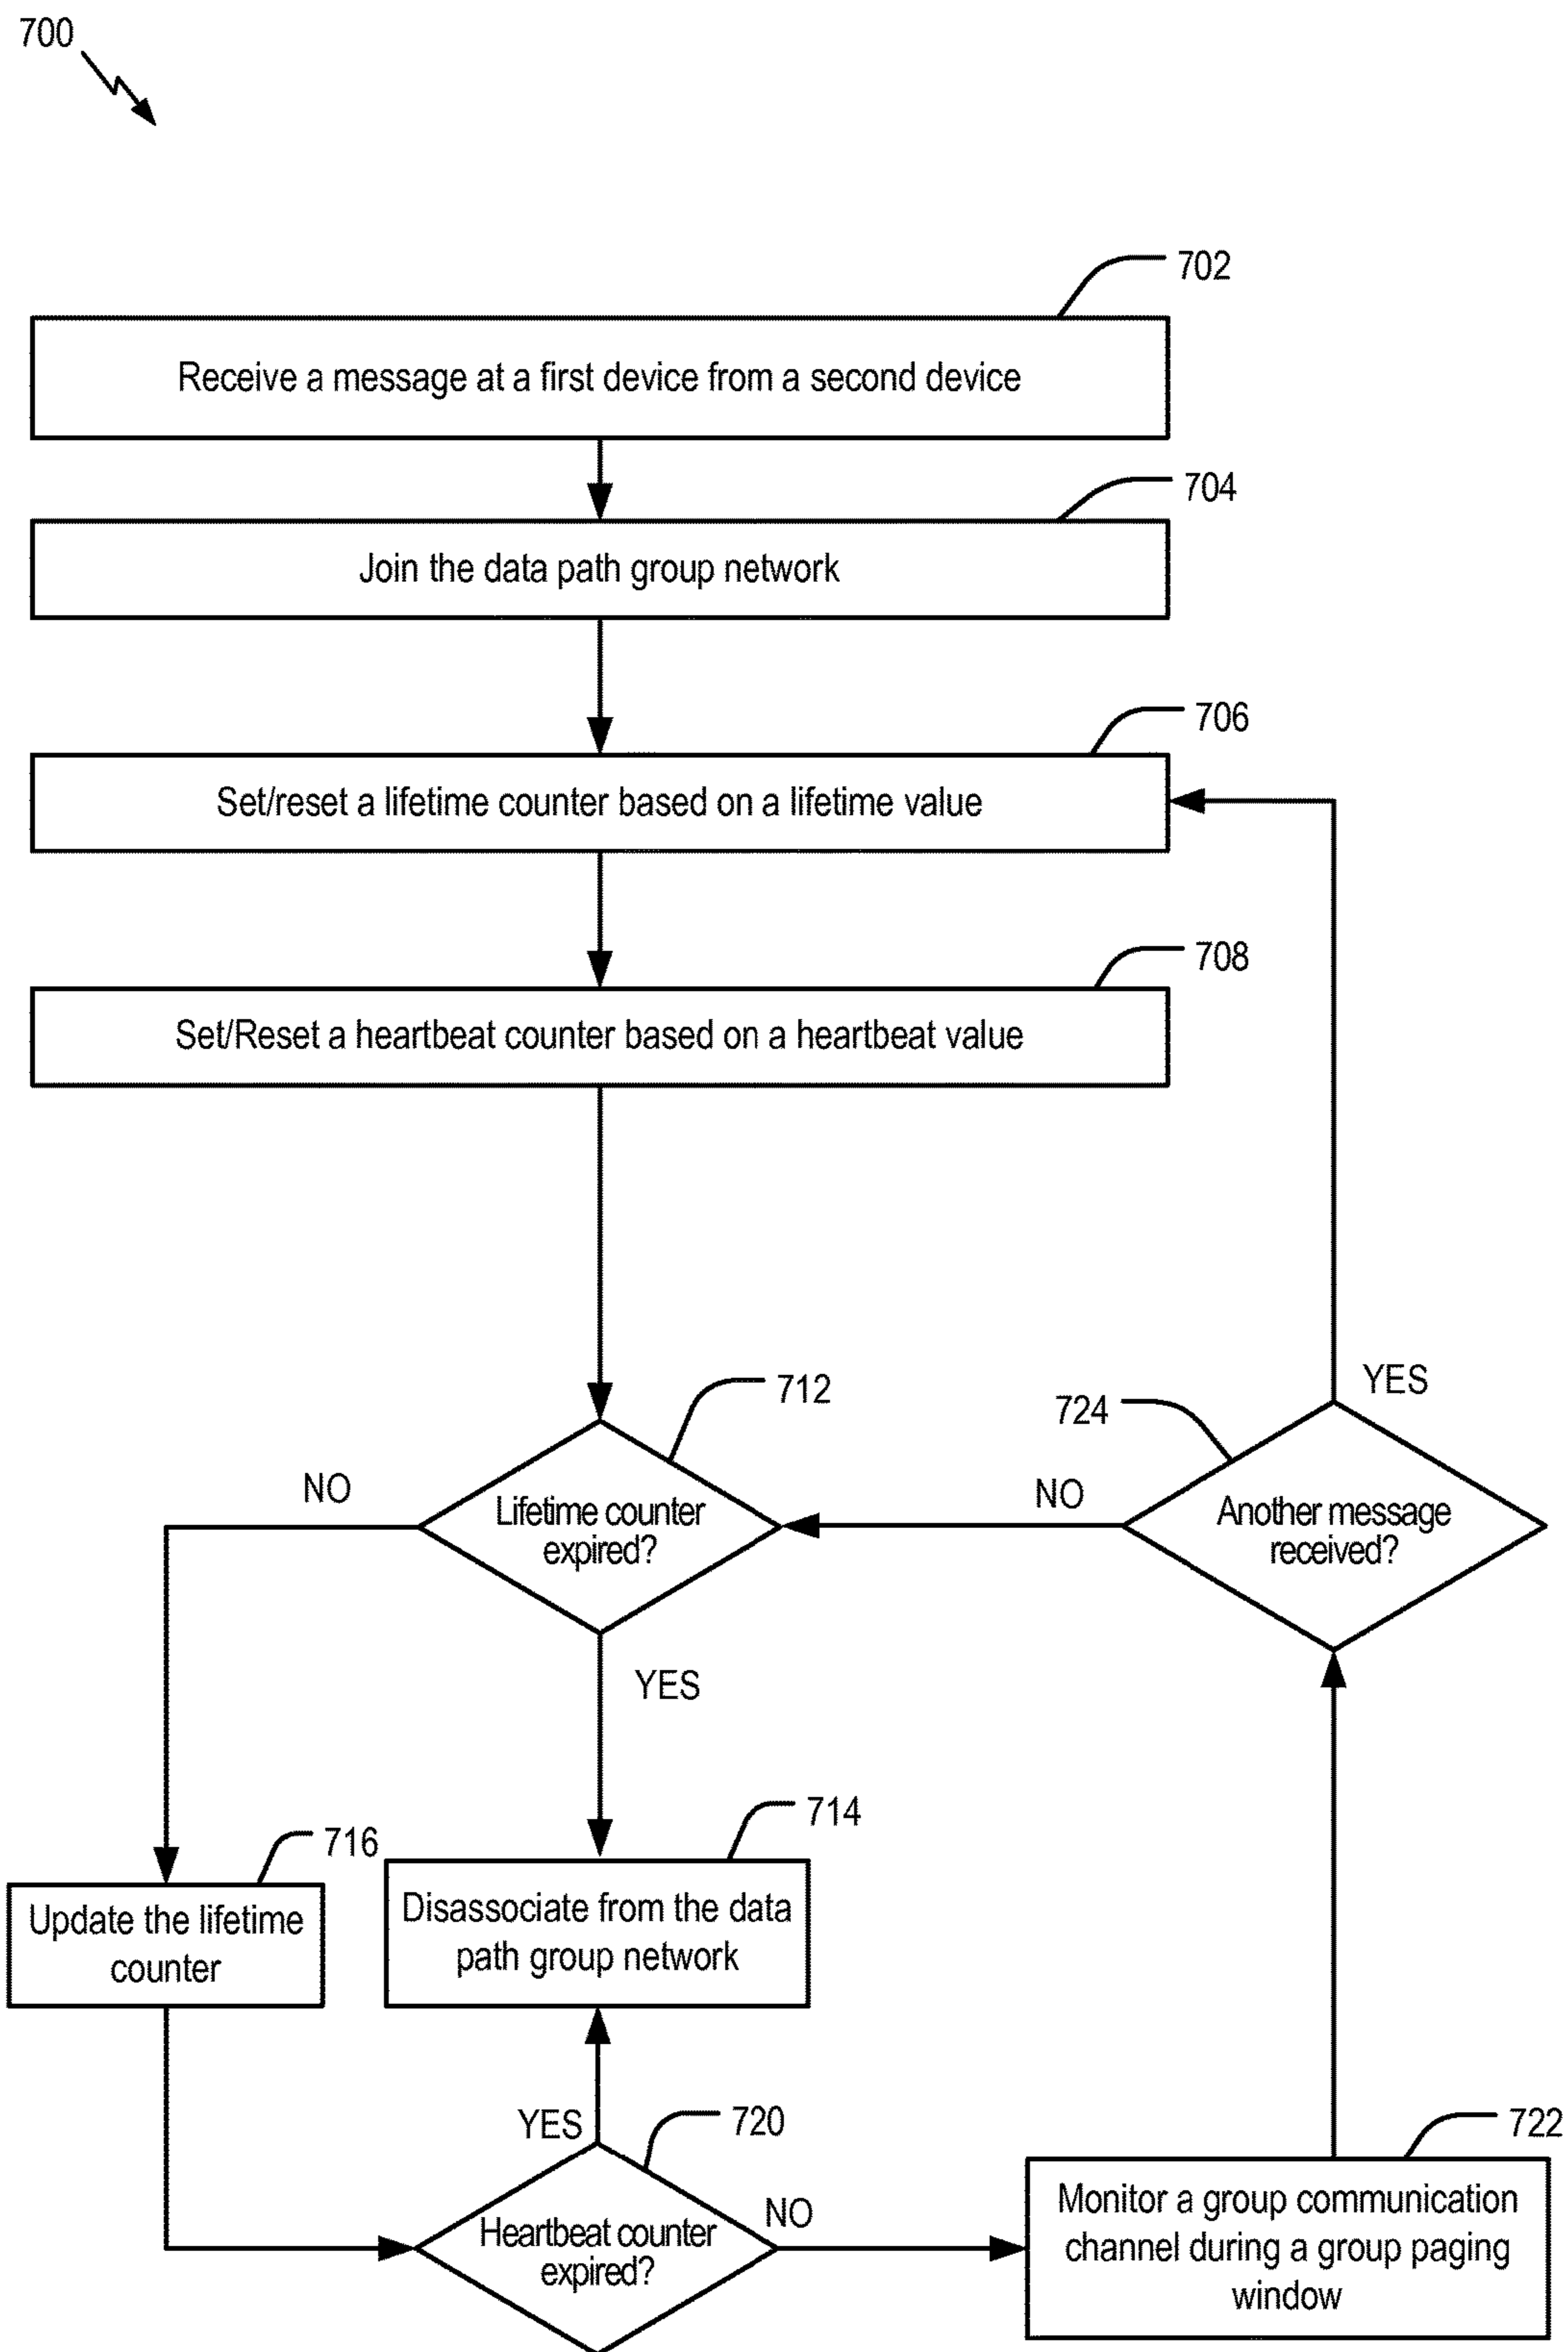 700
702
Receive a message at a first device from a second device
704
Join the data path group network
706
Set/reset a lifetime counter based on a lifetime value
708
Set/Reset a heartbeat counter based on a heartbeat value
712
724
YES
NO
Lifetime counter
expired?
NO
Another message
received?
YES
714
716
Update the lifetime
counter
Disassociate from the data
path group network
YES
720
722
Heartbeat counter
expired?
NO
Monitor a group communication
channel during a group paging
window